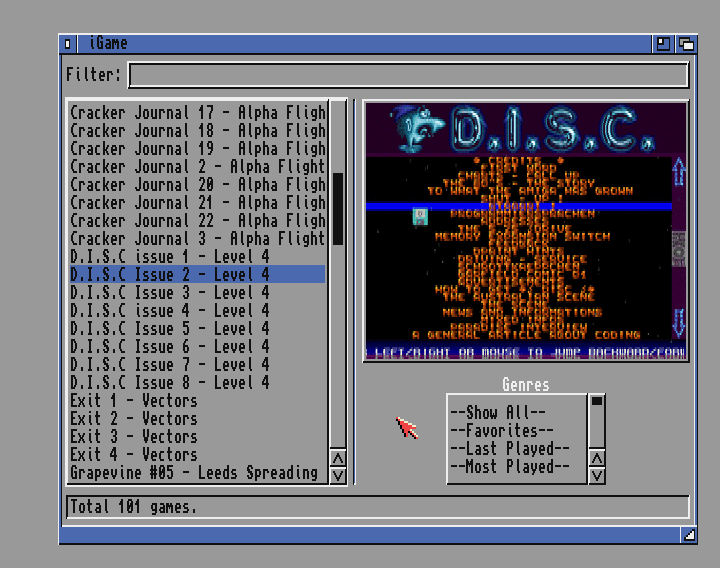 iGame
Filter:
Cracker Journal 17 - Alpha Fligh
Cracker Journal 18 - Alpha Fligh
Cracker Journal 19 - Alpha Fligh
Cracker Journal 2 - Alpha Flight
Cracker Journal 20 - Alpha Fligh
Cracker Journal 21 - Alpha Fligh
Cracker Journal 22 - Alpha Fligh
Cracker Journal 3 - Alpha Flight
D.I.S.C issue 1 - Level 4
D.I.S.C Issue 2 - Level 4
D.I.S.C Issue 3 - Level 4
D.I.S.C issue 4 - Level 4
D.I.S.C Issue 5 - Level 4
D.I.S.C Issue 6 - Level 4
D.I.S.C Issue 7 - Level 4
D.I.S.C Issue 8 - Level 4
Exit 1 - Vectors
Exit 2 - Vectors
Exit 3 - Vectors
Exit 4 - Vectors
Grapevine #05 - Leeds Spreading
D.I.S.C.
* CREDITS *
TO WHAT THE AMIGA HAS GROWN
MEMORY EXPANSION SWITCH
THE AUSTRALIAN SCENE
NEWS AND INFORMATIONS
PARADISE INTERVIEW
A GENERAL ARTICLE ABOUT CODING
LEFT/RIGHT OR MOUSE TO JUMP BACKWARD/FORW
Genres
--Show All--
--Favorites--
--Last Played--
--Most Played--
Total 101 games.